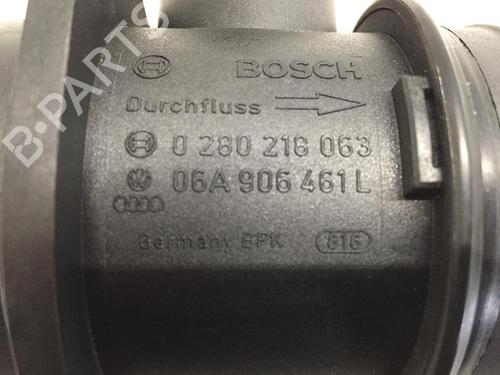 BOSCH
Durchfluss
0 280 218 063
06A 906 461 L
Germany BPK 816
B-PARTS